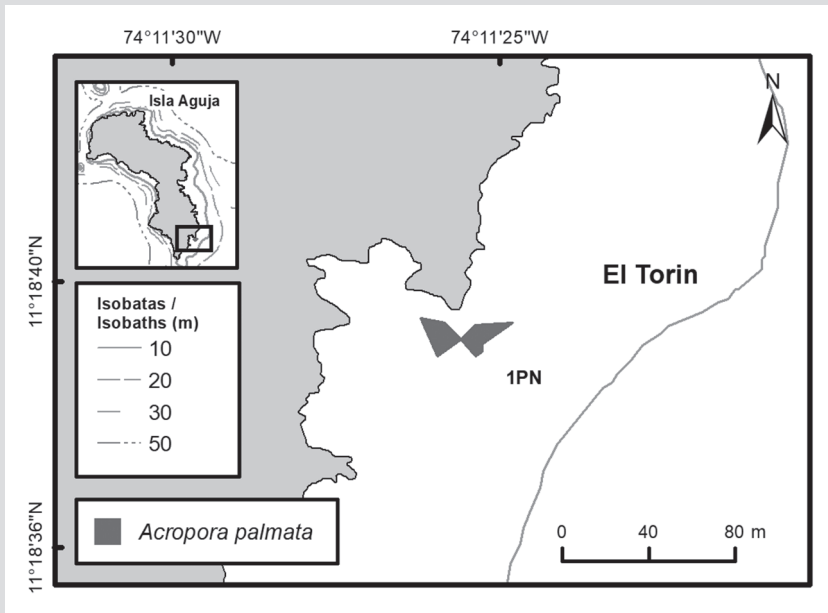 74°11'30"W
74°11'25"W
N
Isla Aguja
11°18'40"N
El Torin
Isobatas /
Isobaths (m)
10
20
30
50
1PN
11°18'36"N
Acropora palmata
0 40 80 m